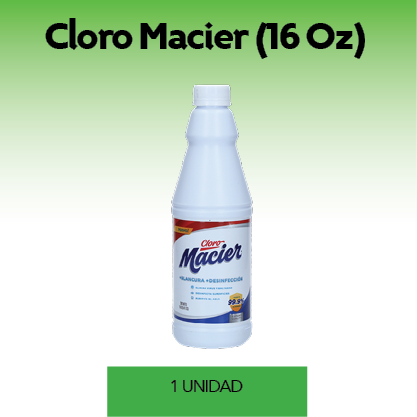 Cloro Macier (16 Oz)
Cloro
Macier
+BLANCURA +DESINFECCIÓN
99.9%
1 UNIDAD